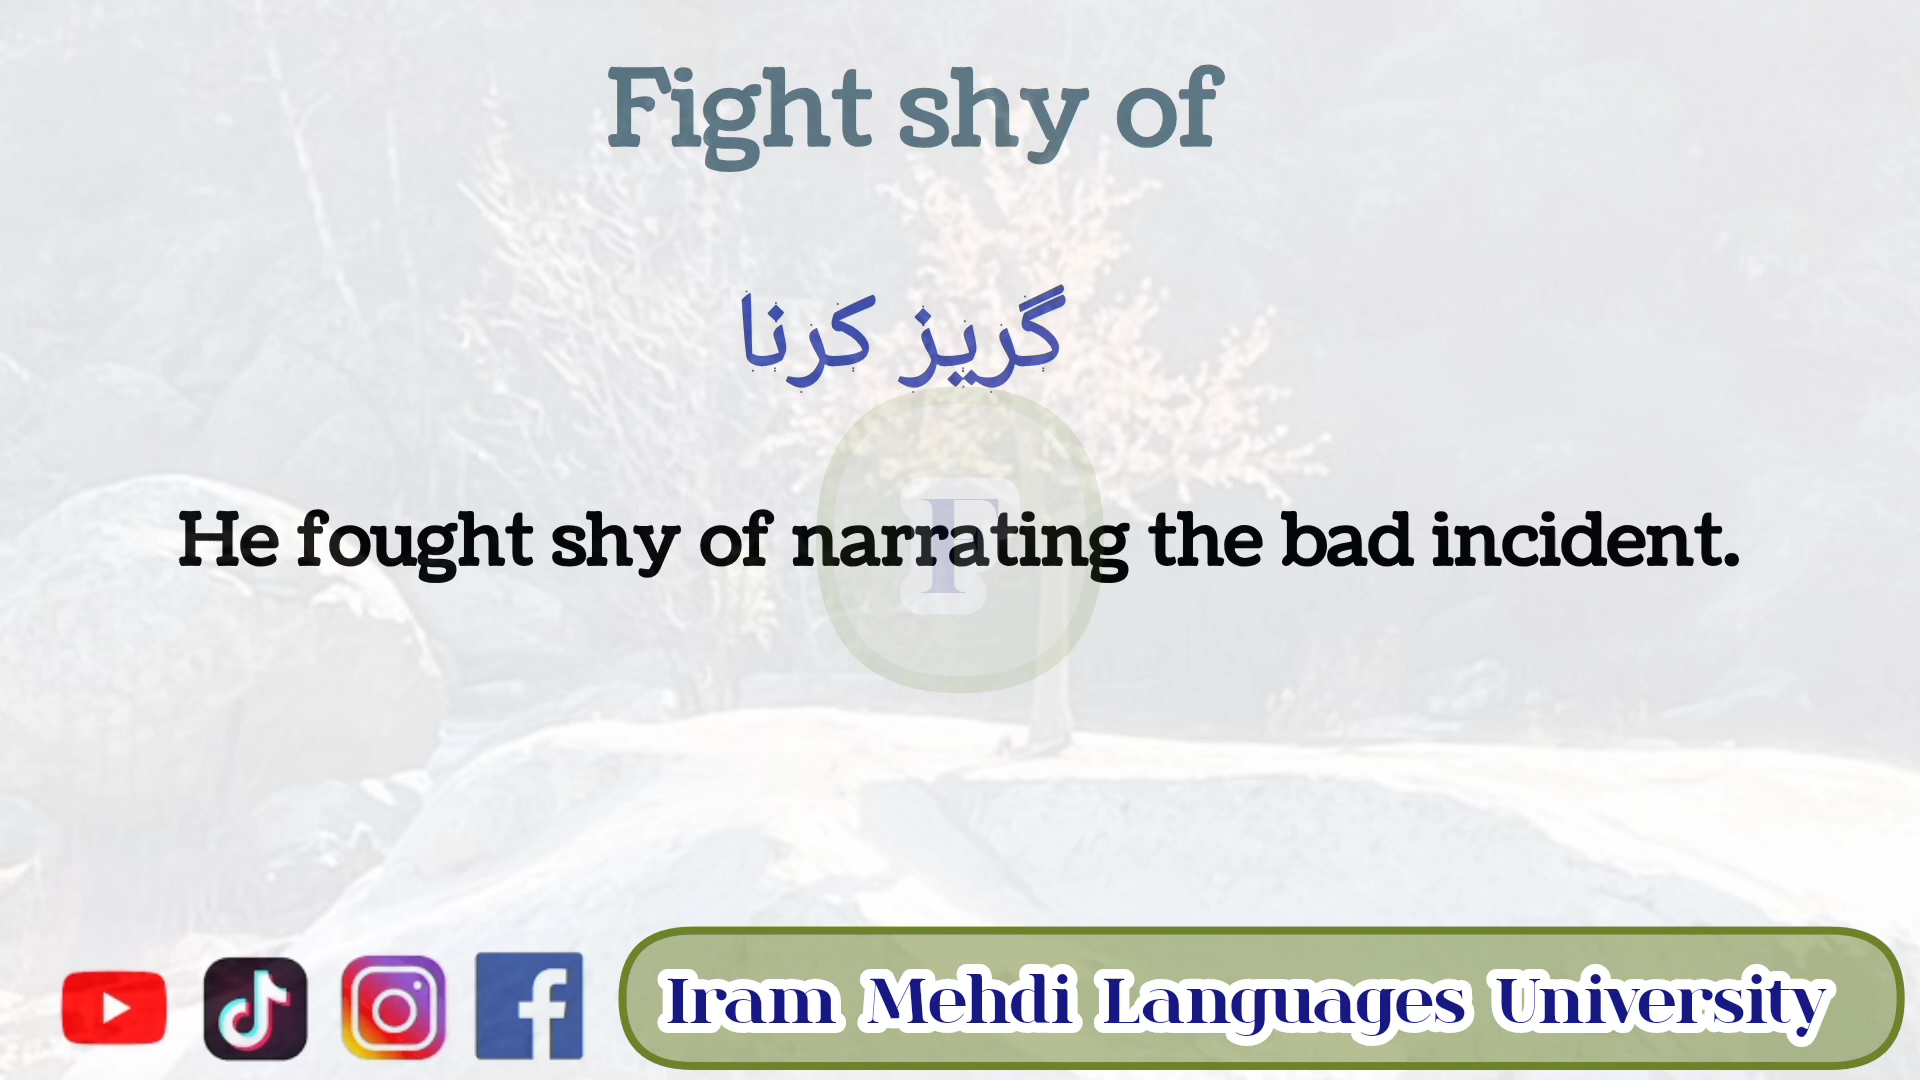 Fight shy of
گریز کرنا
He fought shy of narrating the bad incident.
F
Iram Mehdi Languages University